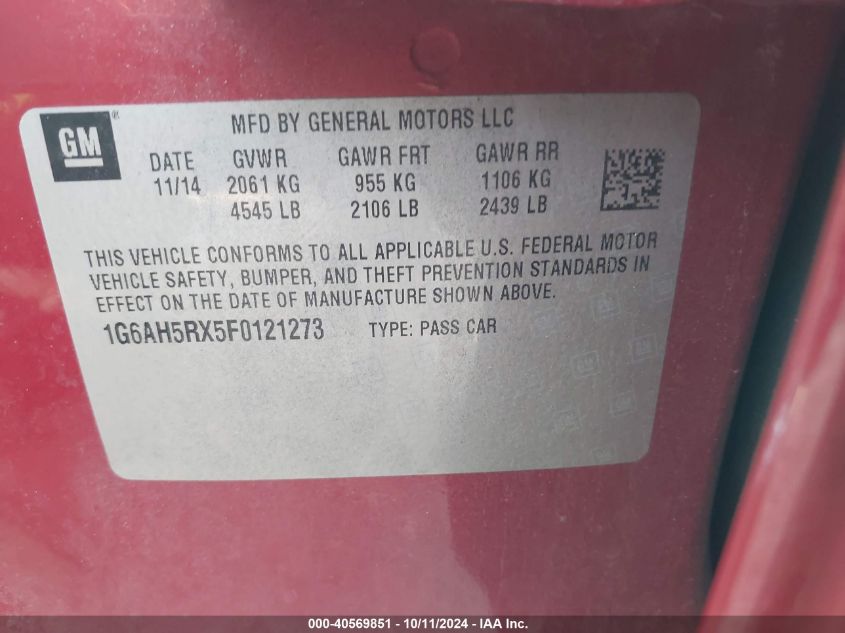 GM ®
MFD BY GENERAL MOTORS LLC
DATE GVWR GAWR FRT GAWR RR
11/14 2061 KG 955 KG 1106 KG
4545 LB 2106 LB 2439 LB
THIS VEHICLE CONFORMS TO ALL APPLICABLE U.S. FEDERAL MOTOR
VEHICLE SAFETY, BUMPER, AND THEFT PREVENTION STANDARDS IN
EFFECT ON THE DATE OF MANUFACTURE SHOWN ABOVE.
1G6AH5RX5F0121273 TYPE: PASS CAR
000-40569851 - 10/11/2024 - IAA Inc.